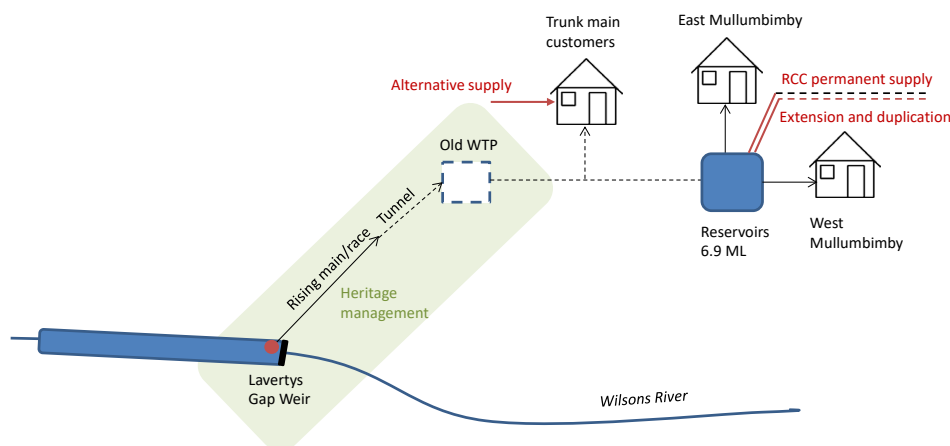 Trunk main
customers
East Mullumbimby
RCC permanent supply
Extension and duplication
Alternative supply
Old WTP
Rising main/race
Tunnel
Heritage
management
Reservoirs
6.9 ML
West
Mullumbimby
Lavertys
Gap Weir
Wilsons River